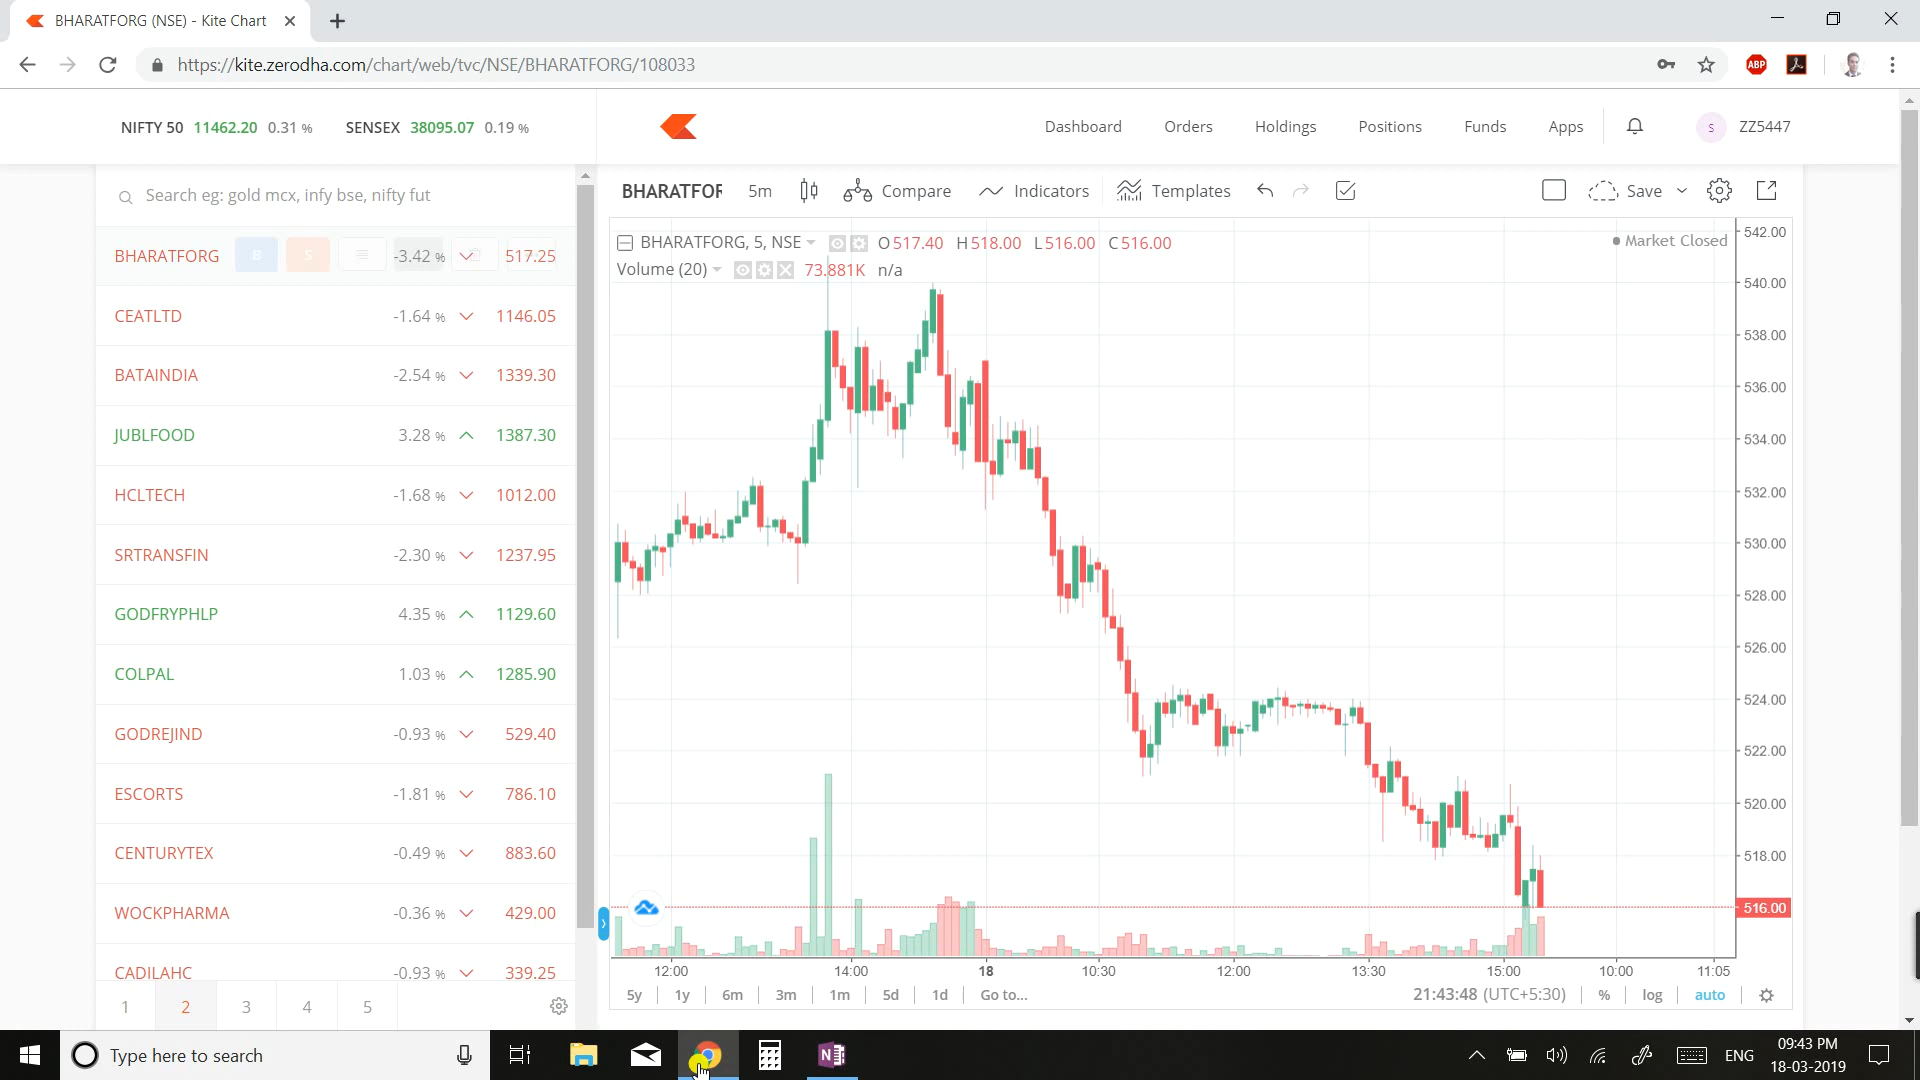 BHARATFORG (NSE) - Kite Chart
https://kite.zerodha.com/chart/web/tvc/NSE/BHARATFORG/108033
ABP
NIFTY 50 11462.20 0.31 % SENSEX 38095.07 0.19 %
Dashboard Orders Holdings Positions Funds Apps S ZZ5447
Search eg: gold mcx, infy bse, nifty fut
BHARATFOR 5m Compare Indicators Templates Save
BHARATFORG B S -3.42 % 517.25
CEATLTD -1.64 % 1146.05
BATAINDIA -2.54 % 1339.30
JUBLFOOD 3.28 % 1387.30
HCLTECH -1.68 % 1012.00
SRTRANSFIN -2.30 % 1237.95
GODFRYPHLP 4.35 % 1129.60
COLPAL 1.03 % 1285.90
GODREJIND -0.93 % 529.40
ESCORTS -1.81 % 786.10
CENTURYTEX -0.49 % 883.60
WOCKPHARMA -0.36 % 429.00
CADILAHC -0.93 % 339.25
1 2 3 4 5
BHARATFORG, 5, NSE O517.40 H518.00 L516.00 C516.00
Market Closed
Volume (20) 73.881K n/a
542.00
540.00
538.00
536.00
534.00
532.00
530.00
528.00
526.00
524.00
522.00
520.00
518.00
516.00
12:00 14:00 18 10:30 12:00 13:30 15:00 10:00 11:05
5y 1y 6m 3m 1m 5d 1d Go to... 21:43:48 (UTC+5:30) % log auto
Type here to search
N
ENG
09:43 PM
18-03-2019